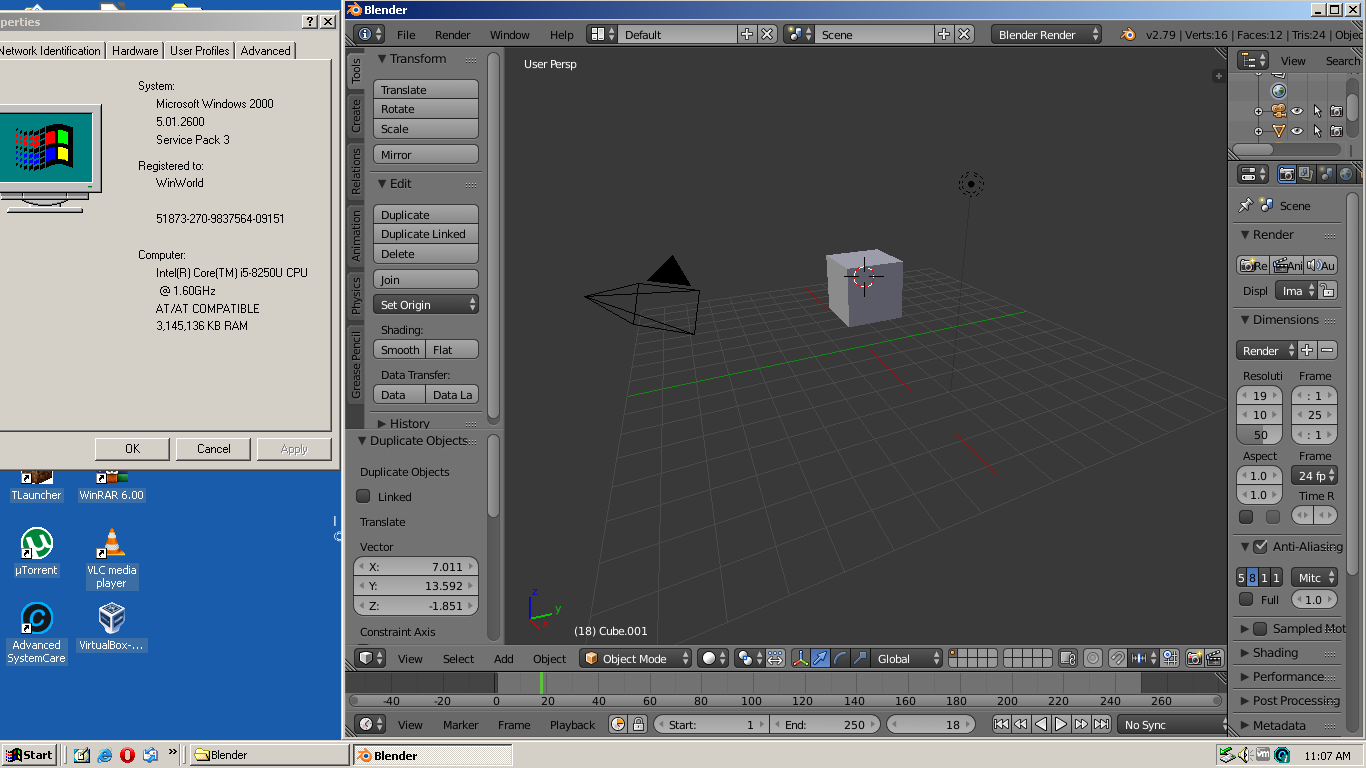 perties
Network Identification Hardware User Profiles Advanced
System:
Microsoft Windows 2000
5.01.2600
Service Pack 3
Registered to:
WinWorld
51873-270-9837564-09151
Computer:
Intel(R) Core(TM) i5-8250U CPU
@ 1.60GHz
AT/AT COMPATIBLE
3,145,136 KB RAM
OK Cancel Apply
TLauncher WinRAR 6.00
µTorrent VLC media
player
Advanced
SystemCare VirtualBox-...
Blender
File Render Window Help Default Scene Blender Render v2.79 | Verts:16 | Faces:12 | Tris:24 | Objec
Tools
Create
Relations
Animation
Physics
Grease Pencil
Transform
Translate
Rotate
Scale
Mirror
Edit
Duplicate
Duplicate Linked
Delete
Join
Set Origin
Shading:
Smooth Flat
Data Transfer:
Data Data La
History
Duplicate Objects
Duplicate Objects
Linked
Translate
Vector
X: 7.011
Y: 13.592
Z: -1.851
Constraint Axis
User Persp
z
y
x
(18) Cube.001
View Select Add Object Object Mode Global
-40 -20 0 20 40 60 80 100 120 140 160 180 200 220 240 260
View Marker Frame Playback Start: 1 End: 250 18 No Sync
View Search
Scene
Render
Re Ani Au
Displ Ima
Dimensions
Render
Resoluti Frame
19 : 1
10 25
50 : 1
Aspect Frame
1.0 24 fp
1.0 Time R
Anti-Aliasing
5 8 1 1 Mitc
Full 1.0
Sampled Mot
Shading
Performance
Post Processing
Metadata
Start Blender Blender 11:07 AM